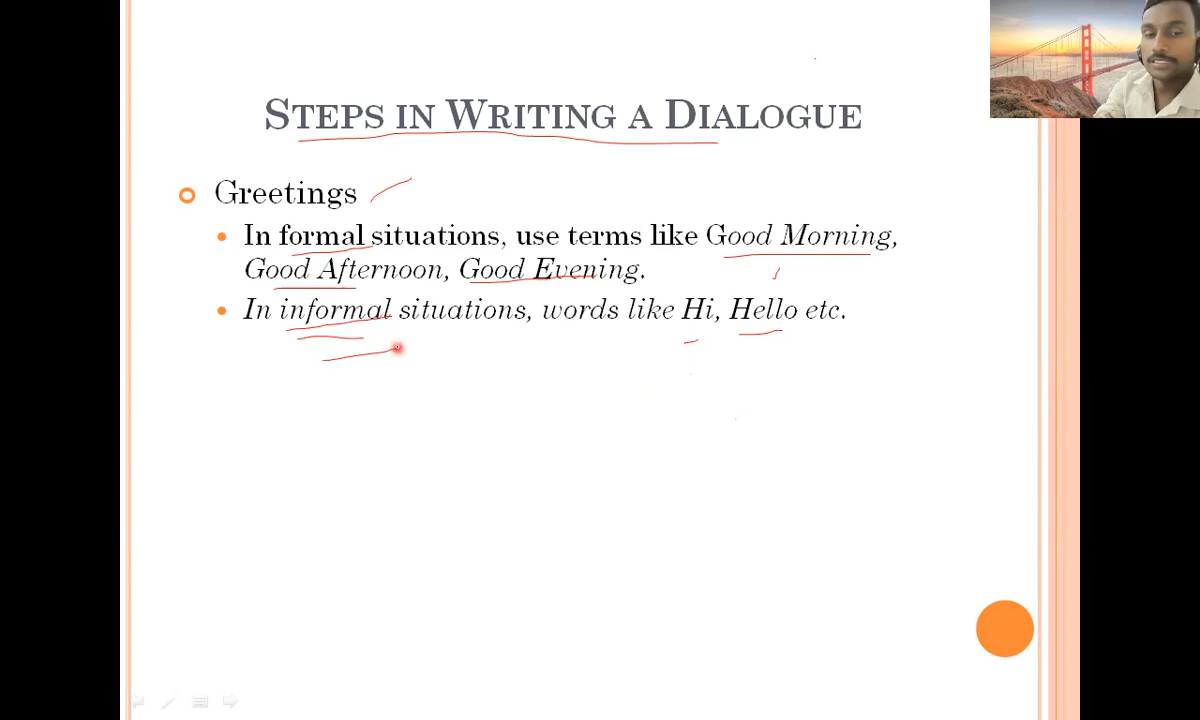 STEPS IN WRITING A DIALOGUE
Greetings
In formal situations, use terms like Good Morning,
Good Afternoon, Good Evening.
In informal situations, words like Hi, Hello etc.